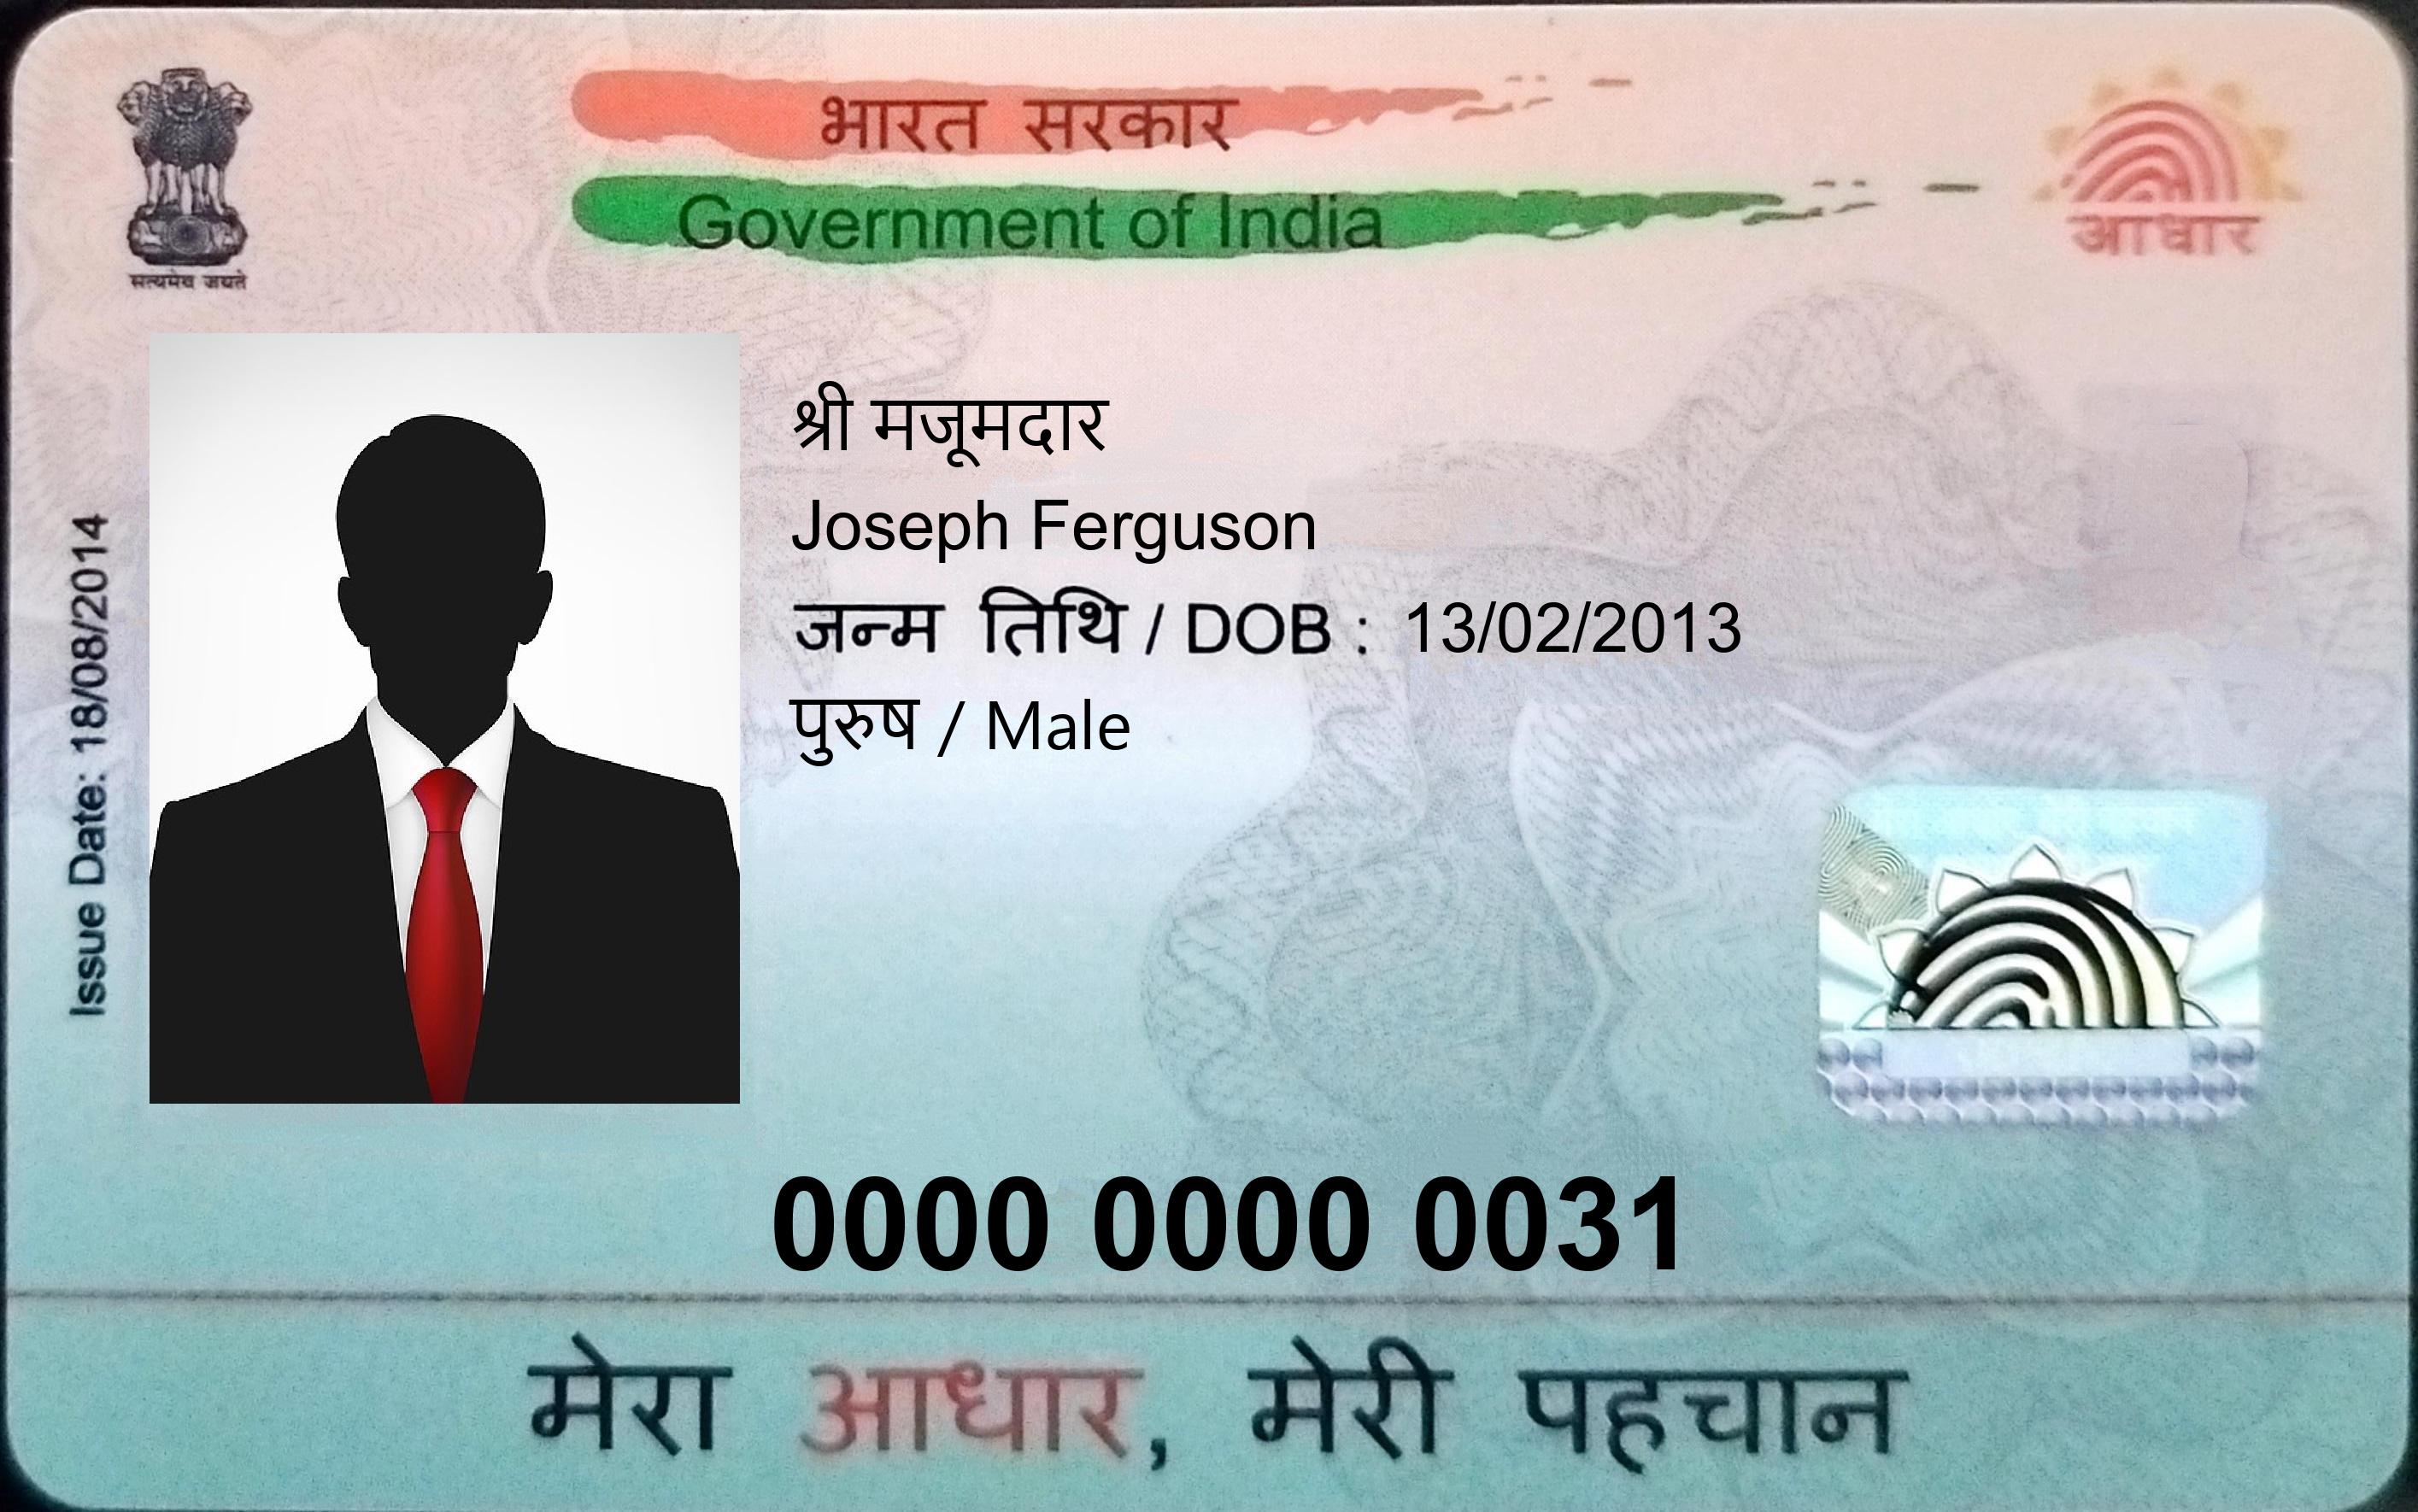 भारत सरकार
Government of India
सत्यमेव जयते
आधार
श्री मजूमदार
Joseph Ferguson
जन्म तिथि / DOB : 13/02/2013
पुरुष / Male
Issue Date: 18/08/2014
0000 0000 0031
मेरा आधार, मेरी पहचान